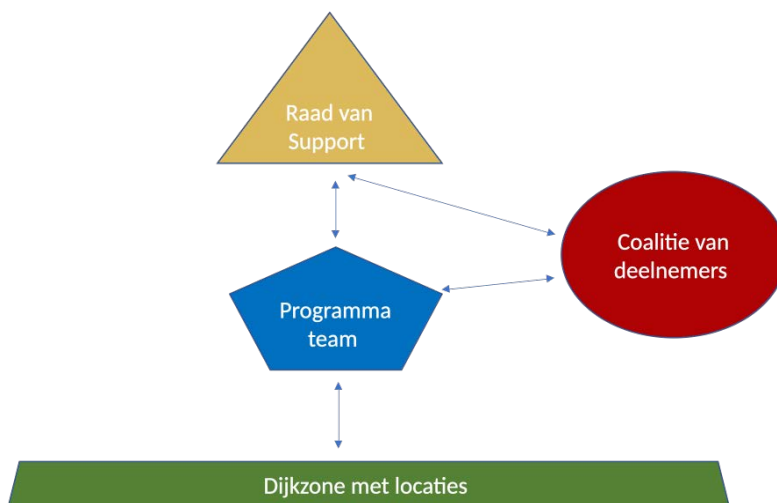 Raad van
Support
Coalitie van
deelnemers
Programma
team
Dijkzone met locaties